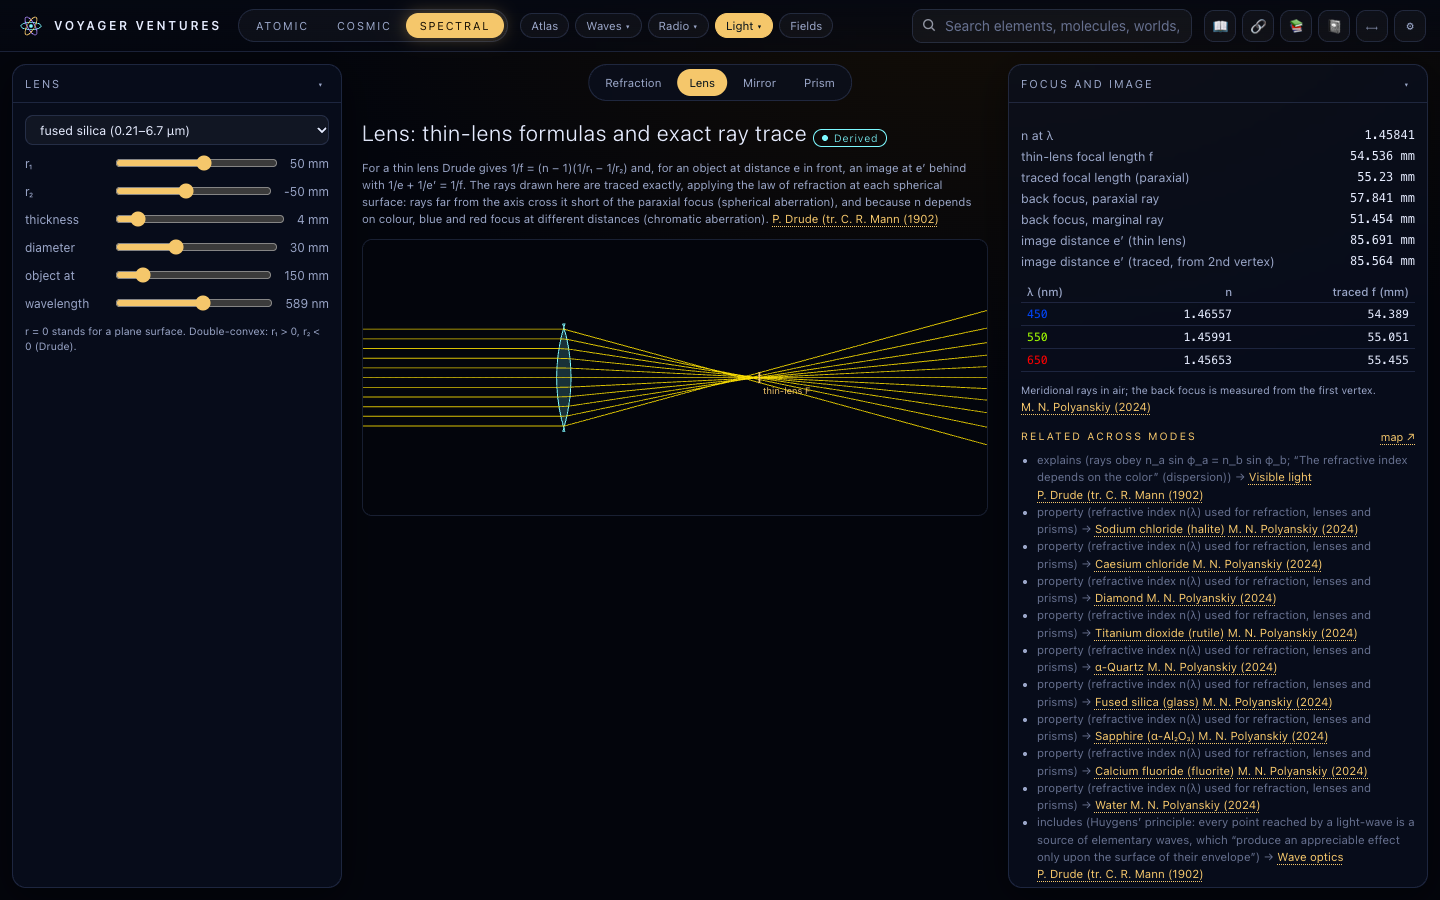 VOYAGER VENTURES
ATOMIC COSMIC SPECTRAL
Atlas Waves ▾ Radio ▾ Light ▾ Fields
Search elements, molecules, worlds,
LENS ▾
fused silica (0.21–6.7 µm)
r₁ 50 mm
r₂ -50 mm
thickness 4 mm
diameter 30 mm
object at 150 mm
wavelength 589 nm
r = 0 stands for a plane surface. Double-convex: r₁ > 0, r₂ <
0 (Drude).
Refraction Lens Mirror Prism
Lens: thin-lens formulas and exact ray trace Derived
For a thin lens Drude gives 1/f = (n − 1)(1/r₁ − 1/r₂) and, for an object at distance e in front, an image at e′ behind
with 1/e + 1/e′ = 1/f. The rays drawn here are traced exactly, applying the law of refraction at each spherical
surface: rays far from the axis cross it short of the paraxial focus (spherical aberration), and because n depends
on colour, blue and red focus at different distances (chromatic aberration). P. Drude (tr. C. R. Mann (1902)
thin-lens f
FOCUS AND IMAGE ▾
n at λ 1.45841
thin-lens focal length f 54.536 mm
traced focal length (paraxial) 55.23 mm
back focus, paraxial ray 57.841 mm
back focus, marginal ray 51.454 mm
image distance e′ (thin lens) 85.691 mm
image distance e′ (traced, from 2nd vertex) 85.564 mm
λ (nm) n traced f (mm)
450 1.46557 54.389
550 1.45991 55.051
650 1.45653 55.455
Meridional rays in air; the back focus is measured from the first vertex.
M. N. Polyanskiy (2024)
RELATED ACROSS MODES map ↗
• explains (rays obey n_a sin ϕ_a = n_b sin ϕ_b; “The refractive index
depends on the color” (dispersion)) → Visible light
P. Drude (tr. C. R. Mann (1902)
• property (refractive index n(λ) used for refraction, lenses and
prisms) → Sodium chloride (halite) M. N. Polyanskiy (2024)
• property (refractive index n(λ) used for refraction, lenses and
prisms) → Caesium chloride M. N. Polyanskiy (2024)
• property (refractive index n(λ) used for refraction, lenses and
prisms) → Diamond M. N. Polyanskiy (2024)
• property (refractive index n(λ) used for refraction, lenses and
prisms) → Titanium dioxide (rutile) M. N. Polyanskiy (2024)
• property (refractive index n(λ) used for refraction, lenses and
prisms) → α-Quartz M. N. Polyanskiy (2024)
• property (refractive index n(λ) used for refraction, lenses and
prisms) → Fused silica (glass) M. N. Polyanskiy (2024)
• property (refractive index n(λ) used for refraction, lenses and
prisms) → Sapphire (α-Al₂O₃) M. N. Polyanskiy (2024)
• property (refractive index n(λ) used for refraction, lenses and
prisms) → Calcium fluoride (fluorite) M. N. Polyanskiy (2024)
• property (refractive index n(λ) used for refraction, lenses and
prisms) → Water M. N. Polyanskiy (2024)
• includes (Huygens’ principle: every point reached by a light-wave is a
source of elementary waves, which “produce an appreciable effect
only upon the surface of their envelope”) → Wave optics
P. Drude (tr. C. R. Mann (1902)